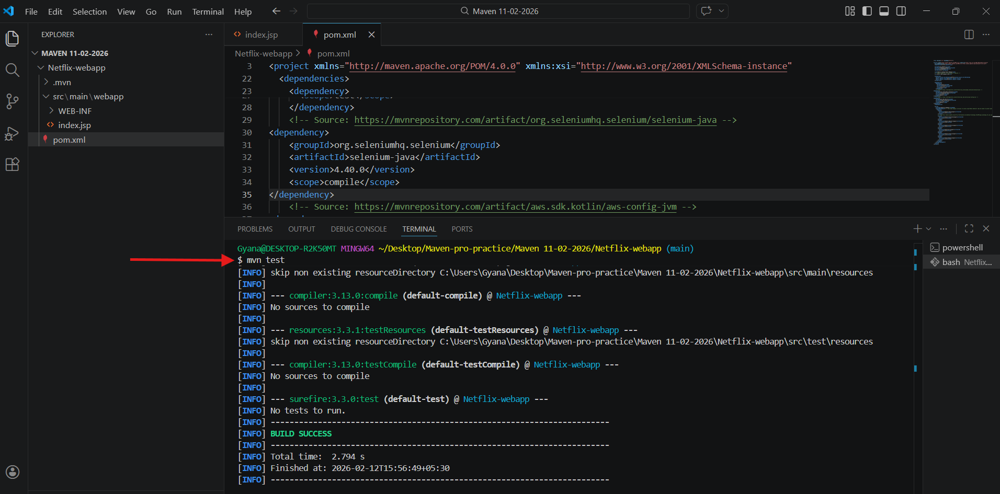 File Edit Selection View Go Run Terminal Help
Maven 11-02-2026
EXPLORER
MAVEN 11-02-2026
Netflix-webapp
.mvn
src\main\webapp
WEB-INF
index.jsp
pom.xml
index.jsp
pom.xml
Netflix-webapp > pom.xml
3 <project xmlns="http://maven.apache.org/POM/4.0.0" xmlns:xsi="http://www.w3.org/2001/XMLSchema-instance"
22 <dependencies>
23 <dependency>
28 </dependency>
29 <!-- Source: https://mvnrepository.com/artifact/org.seleniumhq.selenium/selenium-java -->
30 <dependency>
31 <groupId>org.seleniumhq.selenium</groupId>
32 <artifactId>selenium-java</artifactId>
33 <version>4.40.0</version>
34 <scope>compile</scope>
35 </dependency>
36 <!-- Source: https://mvnrepository.com/artifact/aws.sdk.kotlin/aws-config-jvm -->
PROBLEMS OUTPUT DEBUG CONSOLE TERMINAL PORTS
Gyana@DESKTOP-R2K50MT MINGW64 ~/Desktop/Maven-pro-practice/Maven 11-02-2026/Netflix-webapp (main)
$ mvn test
[INFO] skip non existing resourceDirectory C:\Users\Gyana\Desktop\Maven-pro-practice\Maven 11-02-2026\Netflix-webapp\src\main\resources
[INFO]
[INFO] --- compiler:3.13.0:compile (default-compile) @ Netflix-webapp ---
[INFO] No sources to compile
[INFO]
[INFO] --- resources:3.3.1:testResources (default-testResources) @ Netflix-webapp ---
[INFO] skip non existing resourceDirectory C:\Users\Gyana\Desktop\Maven-pro-practice\Maven 11-02-2026\Netflix-webapp\src\test\resources
[INFO]
[INFO] --- compiler:3.13.0:testCompile (default-testCompile) @ Netflix-webapp ---
[INFO] No sources to compile
[INFO]
[INFO] --- surefire:3.3.0:test (default-test) @ Netflix-webapp ---
[INFO] No tests to run.
[INFO] ------------------------------------------------------------------------
[INFO] BUILD SUCCESS
[INFO] ------------------------------------------------------------------------
[INFO] Total time:  2.794 s
[INFO] Finished at: 2026-02-12T15:56:49+05:30
[INFO] ------------------------------------------------------------------------
powershell
bash Netflix...